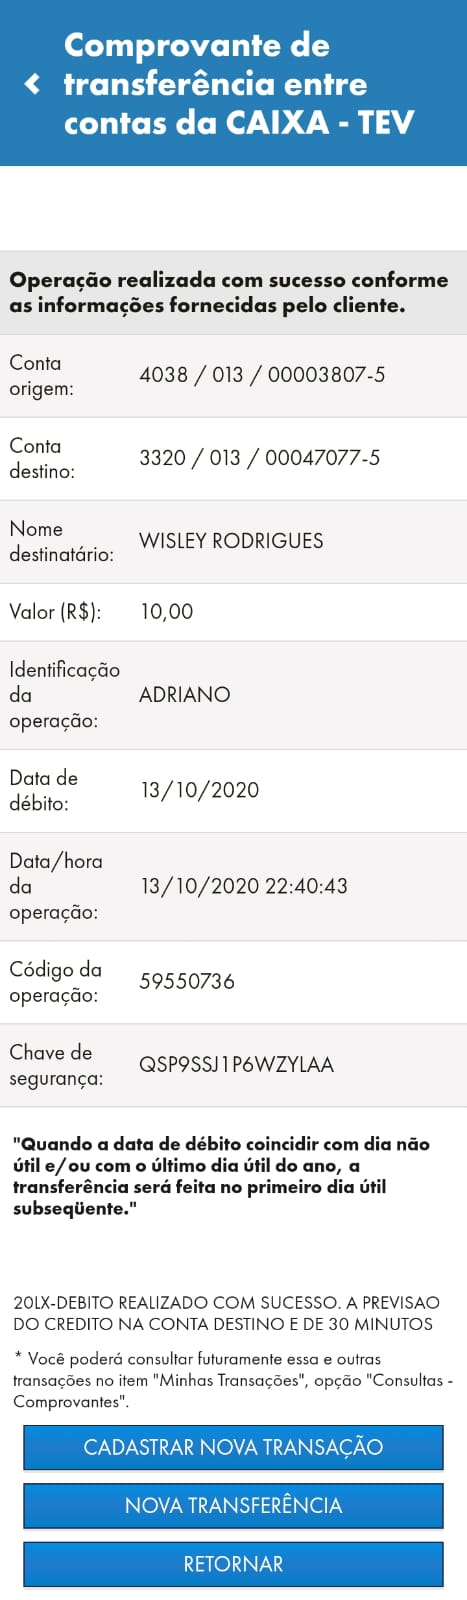 Comprovante de
transferência entre
contas da CAIXA - TEV
Operação realizada com sucesso conforme
as informações fornecidas pelo cliente.
Conta
origem:
4038 / 013 / 00003807-5
Conta
destino:
3320 / 013 / 00047077-5
Nome
destinatário:
WISLEY RODRIGUES
Valor (R$): 10,00
Identificação
da
operação:
ADRIANO
Data de
débito:
13/10/2020
Data/hora
da
operação:
13/10/2020 22:40:43
Código da
operação:
59550736
Chave de
segurança:
QSP9SSJ1P6WZYLAA
"Quando a data de débito coincidir com dia não
útil e/ou com o último dia útil do ano, a
transferência será feita no primeiro dia útil
subseqüente."
20LX-DEBITO REALIZADO COM SUCESSO. A PREVISAO
DO CREDITO NA CONTA DESTINO E DE 30 MINUTOS
* Você poderá consultar futuramente essa e outras
transações no item "Minhas Transações", opção "Consultas -
Comprovantes".
CADASTRAR NOVA TRANSAÇÃO
NOVA TRANSFERÊNCIA
RETORNAR